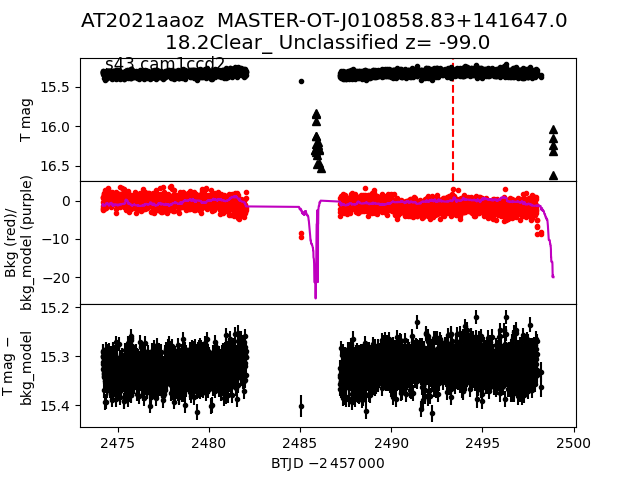 AT2021aaoz  MASTER-OT-J010858.83+141647.0
18.2Clear_ Unclassified z= -99.0
s43 cam1ccd2
15.5
16.0
16.5
T mag
0
−10
−20
Bkg (red)/
bkg_model (purple)
15.2
15.3
15.4
T mag −
bkg_model
2475
2480
2485
2490
2495
2500
BTJD −2 457 000